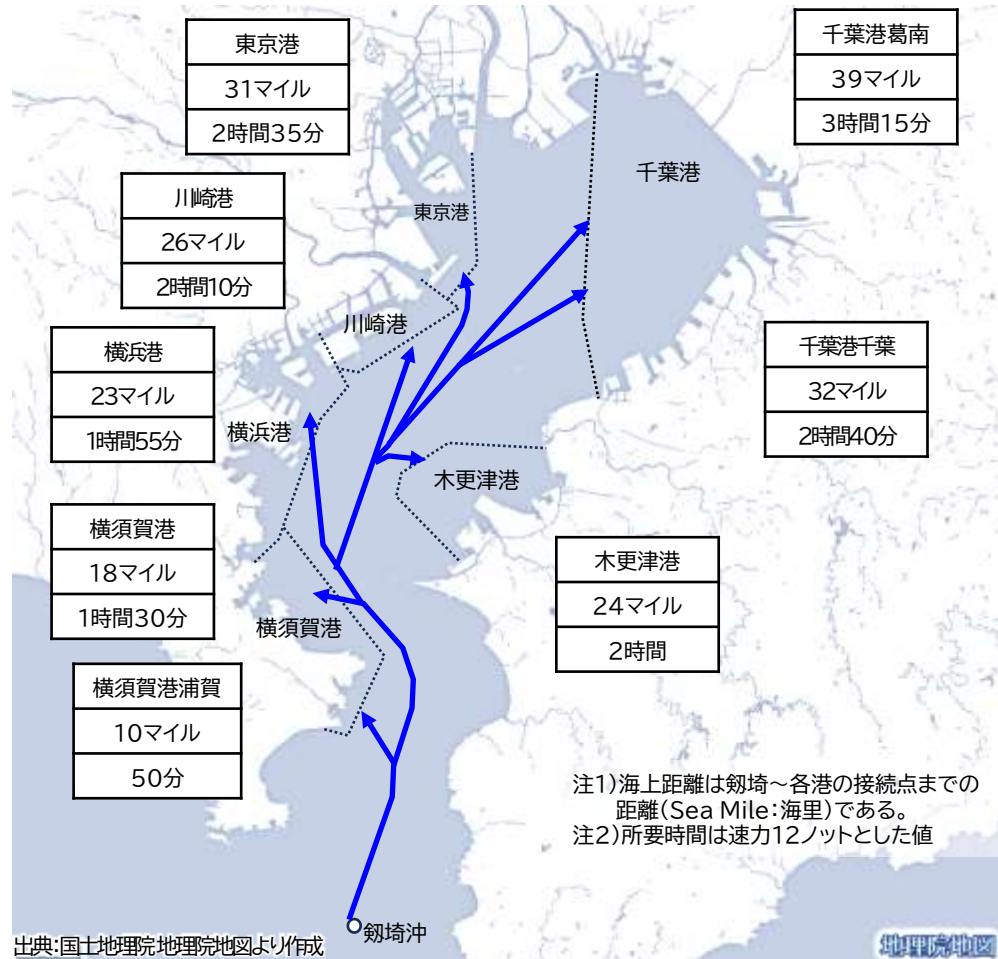 東京港
31マイル
2時間35分
千葉港葛南
39マイル
3時間15分
千葉港
東京港
川崎港
26マイル
2時間10分
川崎港
横浜港
23マイル
1時間55分
横浜港
千葉港千葉
32マイル
2時間40分
木更津港
横須賀港
18マイル
1時間30分
木更津港
24マイル
2時間
横須賀港
横須賀港浦賀
10マイル
50分
注1)海上距離は剱埼～各港の接続点までの
距離(Sea Mile:海里)である。
注2)所要時間は速力12ノットとした値
剱埼沖
出典:国土地理院 地理院地図より作成
地理院地図